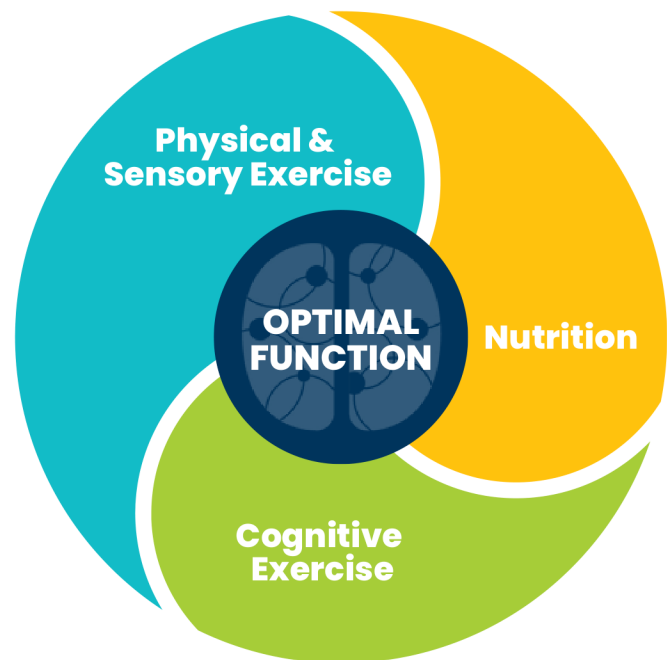 Physical &
Sensory Exercise
OPTIMAL
FUNCTION
Nutrition
Cognitive
Exercise